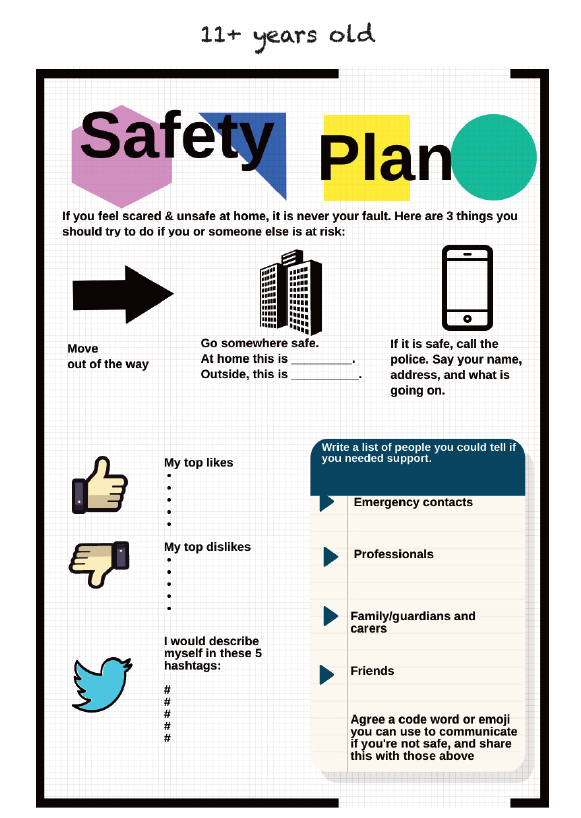 11+ years old
Safety Plan
If you feel scared & unsafe at home, it is never your fault. Here are 3 things you
should try to do if you or someone else is at risk:
Move
out of the way
Go somewhere safe.
At home this is _________.
Outside, this is __________.
If it is safe, call the
police. Say your name,
address, and what is
going on.
My top likes
•
•
•
•
•
My top dislikes
•
•
•
•
•
I would describe
myself in these 5
hashtags:
#
#
#
#
#
Write a list of people you could tell if
you needed support.
Emergency contacts
Professionals
Family/guardians and
carers
Friends
Agree a code word or emoji
you can use to communicate
if you're not safe, and share
this with those above